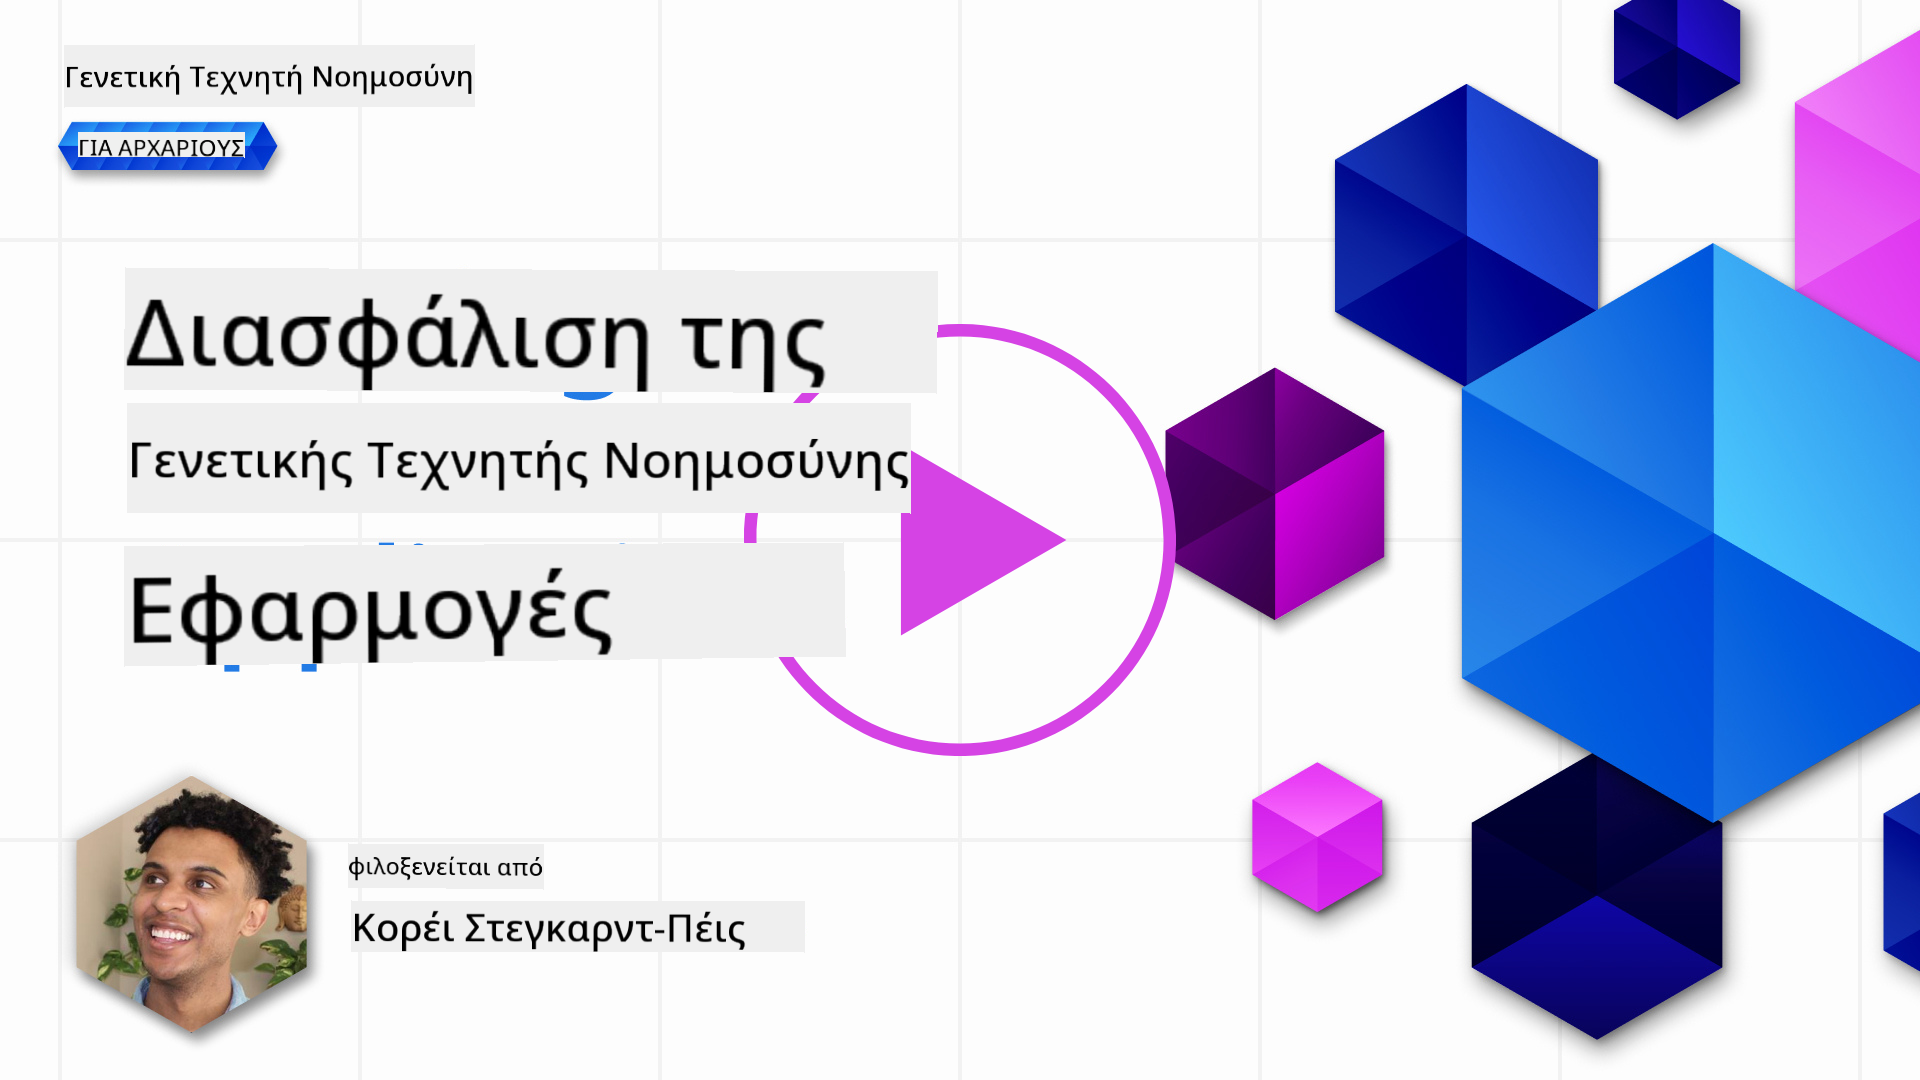 Γενετική Τεχνητή Νοημοσύνη
ΓΙΑ ΑΡΧΑΡΙΟΥΣ
Διασφάλιση της
Γενετικής Τεχνητής Νοημοσύνης
Εφαρμογές
φιλοξενείται από
Κορέι Στεγκαρντ-Πέις